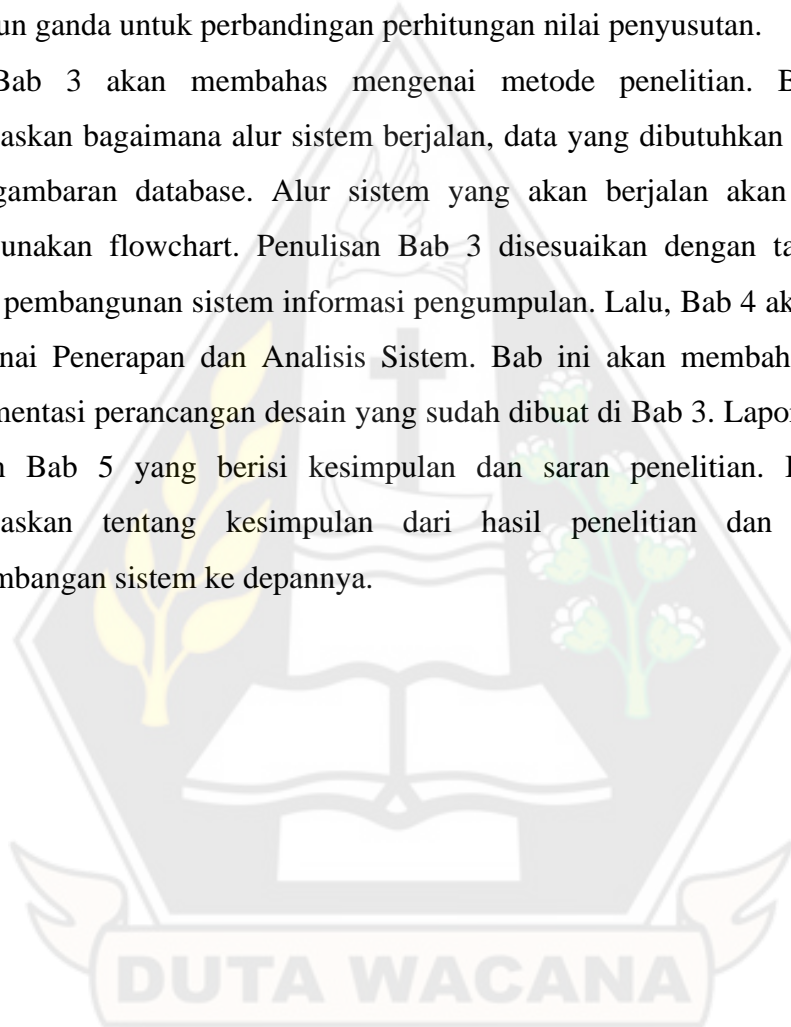 un ganda untuk perbandingan perhitungan nilai penyusutan.
Bab 3 akan membahas mengenai metode penelitian. B
askan bagaimana alur sistem berjalan, data yang dibutuhkan
gambaran database. Alur sistem yang akan berjalan akan
unakan flowchart. Penulisan Bab 3 disesuaikan dengan ta
pembangunan sistem informasi pengumpulan. Lalu, Bab 4 ak
nai Penerapan dan Analisis Sistem. Bab ini akan membah
mentasi perancangan desain yang sudah dibuat di Bab 3. Lapor
n Bab 5 yang berisi kesimpulan dan saran penelitian.
askan tentang kesimpulan dari hasil penelitian dan
mbangan sistem ke depannya.
DUTA WACANA